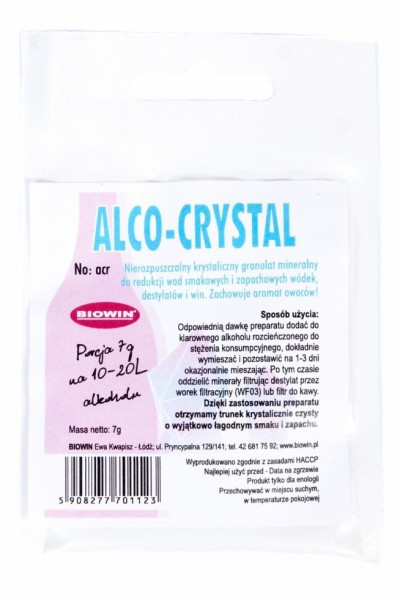 ALCO-CRYSTAL
No: acr
Nierozpuszczalny krystaliczny granulat mineralny
do redukcji wad smakowych i zapachowych wódek,
destylatów i win. Zachowuje aromat owoców!
BIOWIN®
Porcja 7g
na 10-20L
alkoholu
Masa netto: 7g
Sposób użycia:
Odpowiednią dawkę preparatu dodać do
klarownego alkoholu rozcieńczonego do
stężenia konsumpcyjnego, dokładnie
wymieszać i pozostawić na 1-3 dni
okazjonalnie mieszając. Po tym czasie
oddzielić minerały filtrując destylat przez
worek filtracyjny (WF03) lub filtr do kawy.
Dzięki zastosowaniu preparatu
otrzymamy trunek krystalicznie czysty
o wyjątkowo łagodnym smaku i zapachu.
BIOWIN Ewa Kwapisz - Łódź; ul. Pryncypalna 129/141; tel. 42 681 75 92; www.biowin.pl
Wyprodukowano zgodnie z zasadami HACCP
Najlepiej użyć przed - Data na zgrzewie
Produkt tylko dla enologii
Przechowywać w miejscu suchym,
w temperaturze pokojowej
5 908277 701123